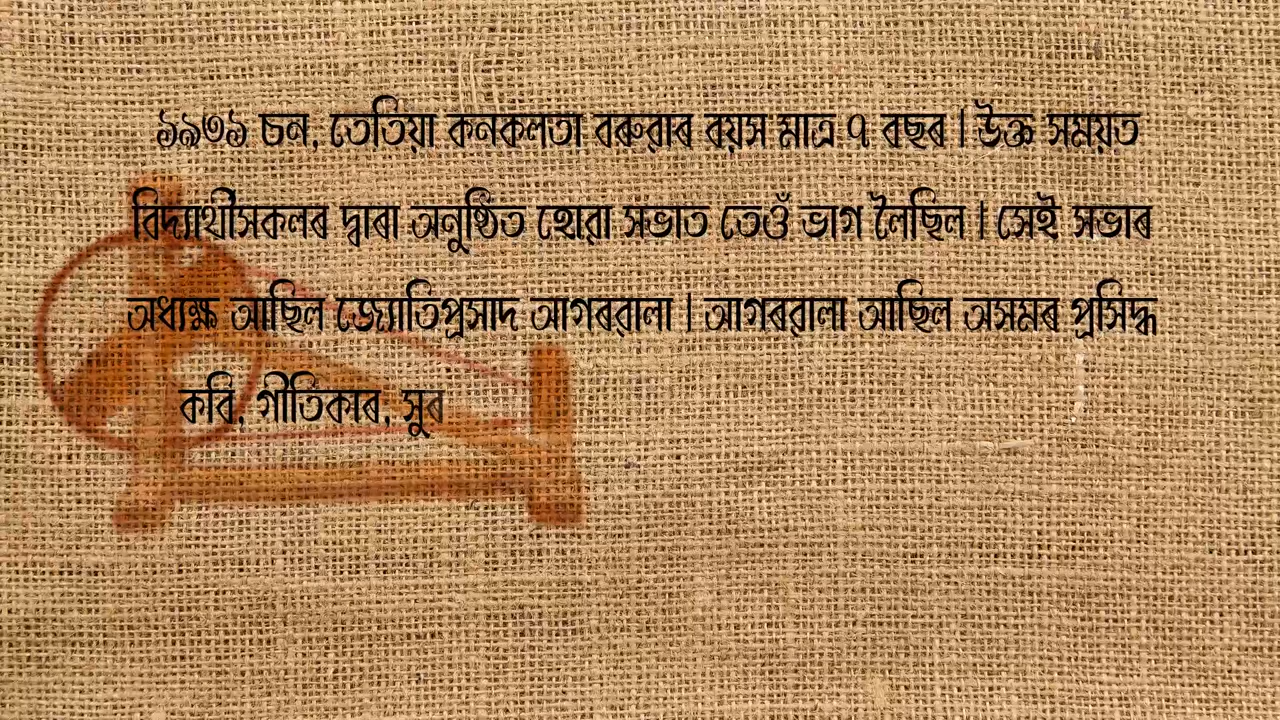 ১৯৩১ চন, তেতিয়া কনকলতা বৰুৱাৰ বয়স মাত্ৰ ৭ বছৰ | উক্ত সময়ত
বিদ্যাৰ্থীসকলৰ দ্বাৰা অনুষ্ঠিত হোৱা সভাত তেওঁ ভাগ লৈছিল | সেই সভাৰ
অধ্যক্ষ আছিল জ্যোতিপ্ৰসাদ আগৰৱালা | আগৰৱালা আছিল অসমৰ প্ৰসিদ্ধ
কবি, গীতিকাৰ, সুৰ